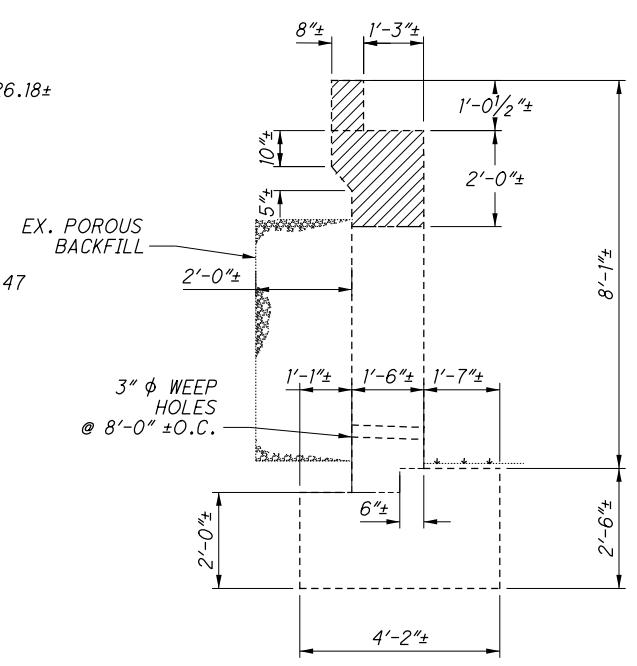 8"± 1'-3"±
26.18±
1'-0½"±
10"±
2'-0"±
5"±
EX. POROUS
BACKFILL
8'-1"±
47
2'-0"±
1'-1"± 1'-6"± 1'-7"±
3" ϕ WEEP
HOLES
@ 8'-0" ±O.C.
6"±
2'-0"±
2'-6"±
4'-2"±